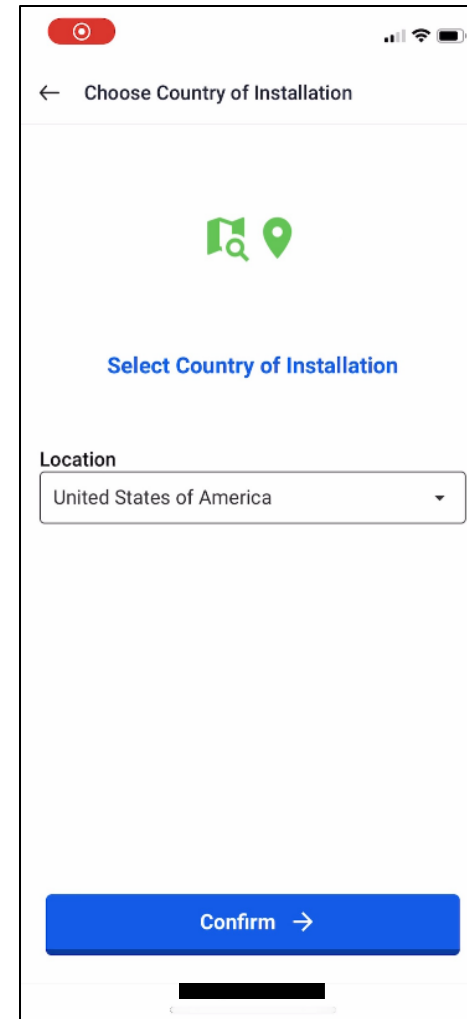 Choose Country of Installation
Select Country of Installation
Location
United States of America
Confirm